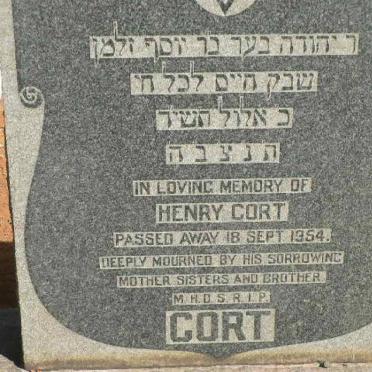 ר יהודה בער בר יוסף זלמן
שבק חיים לכל חי
כ אלול תשיד
ת נ צ ב ה
IN LOVING MEMORY OF
HENRY CORT
PASSED AWAY 18 SEPT. 1954.
DEEPLY MOURNED BY HIS SORROWING
MOTHER SISTERS AND BROTHER.
M.H.D.S.R.I.P.
CORT